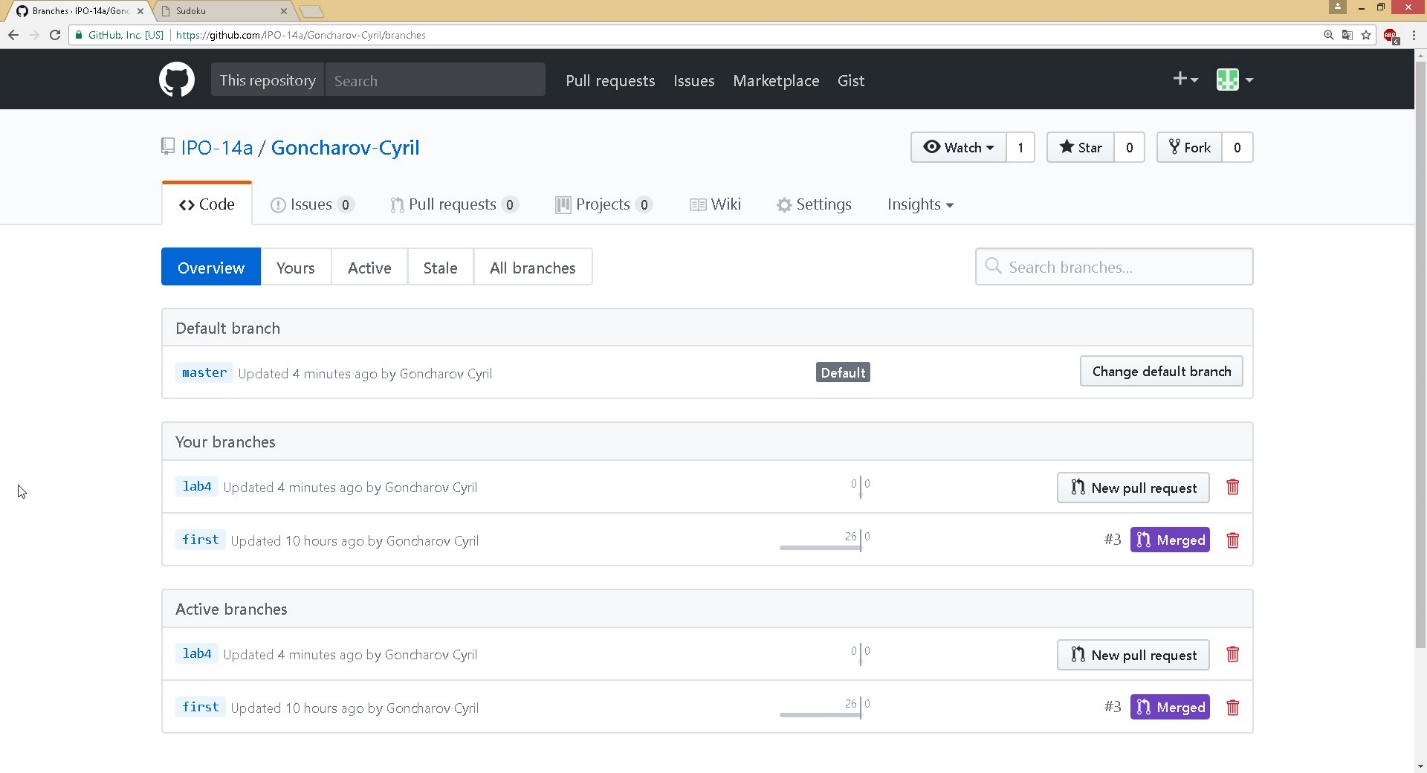 Branches · IPO-14a/Gonc
Sudoku
GitHub, Inc. [US] | https://github.com/IPO-14a/Goncharov-Cyril/branches
This repository Search Pull requests Issues Marketplace Gist
IPO-14a / Goncharov-Cyril Watch 1 Star 0 Fork 0
Code Issues 0 Pull requests 0 Projects 0 Wiki Settings Insights
Overview Yours Active Stale All branches Search branches...
Default branch
master Updated 4 minutes ago by Goncharov Cyril Default Change default branch
Your branches
lab4 Updated 4 minutes ago by Goncharov Cyril 0 0 New pull request
first Updated 10 hours ago by Goncharov Cyril 26 0 #3 Merged
Active branches
lab4 Updated 4 minutes ago by Goncharov Cyril 0 0 New pull request
first Updated 10 hours ago by Goncharov Cyril 26 0 #3 Merged